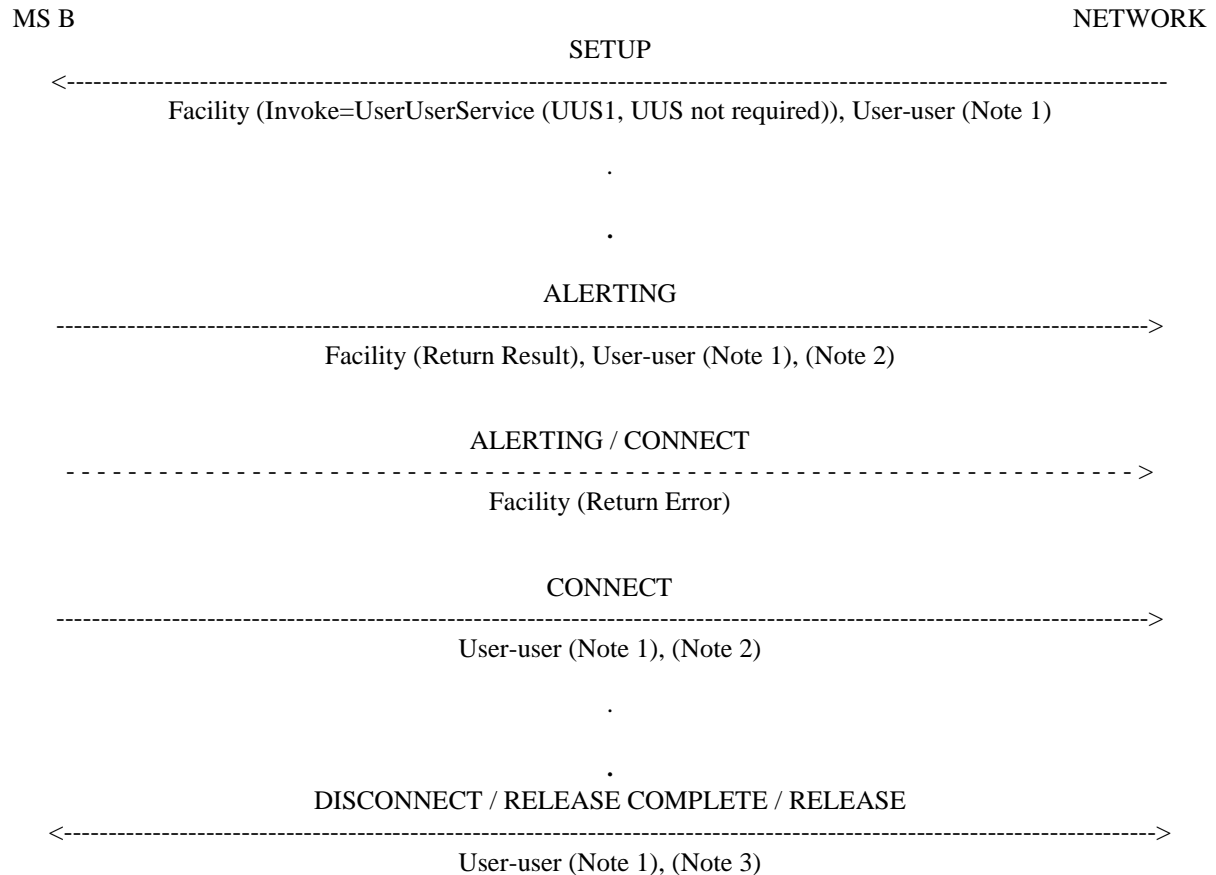 MS B NETWORK
SETUP
<------------------------------------------------------------------------------------------------------------------------
Facility (Invoke=UserUserService (UUS1, UUS not required)), User-user (Note 1)
.
.
ALERTING
------------------------------------------------------------------------------------------------------------------------>
Facility (Return Result), User-user (Note 1), (Note 2)
ALERTING / CONNECT
- - - - - - - - - - - - - - - - - - - - - - - - - - - - - - - - - - - - - - - - - - - - - - - - - - - - - - - - - - - - - - - - - - - - - - >
Facility (Return Error)
CONNECT
------------------------------------------------------------------------------------------------------------------------>
User-user (Note 1), (Note 2)
.
.
DISCONNECT / RELEASE COMPLETE / RELEASE
<------------------------------------------------------------------------------------------------------------------------>
User-user (Note 1), (Note 3)